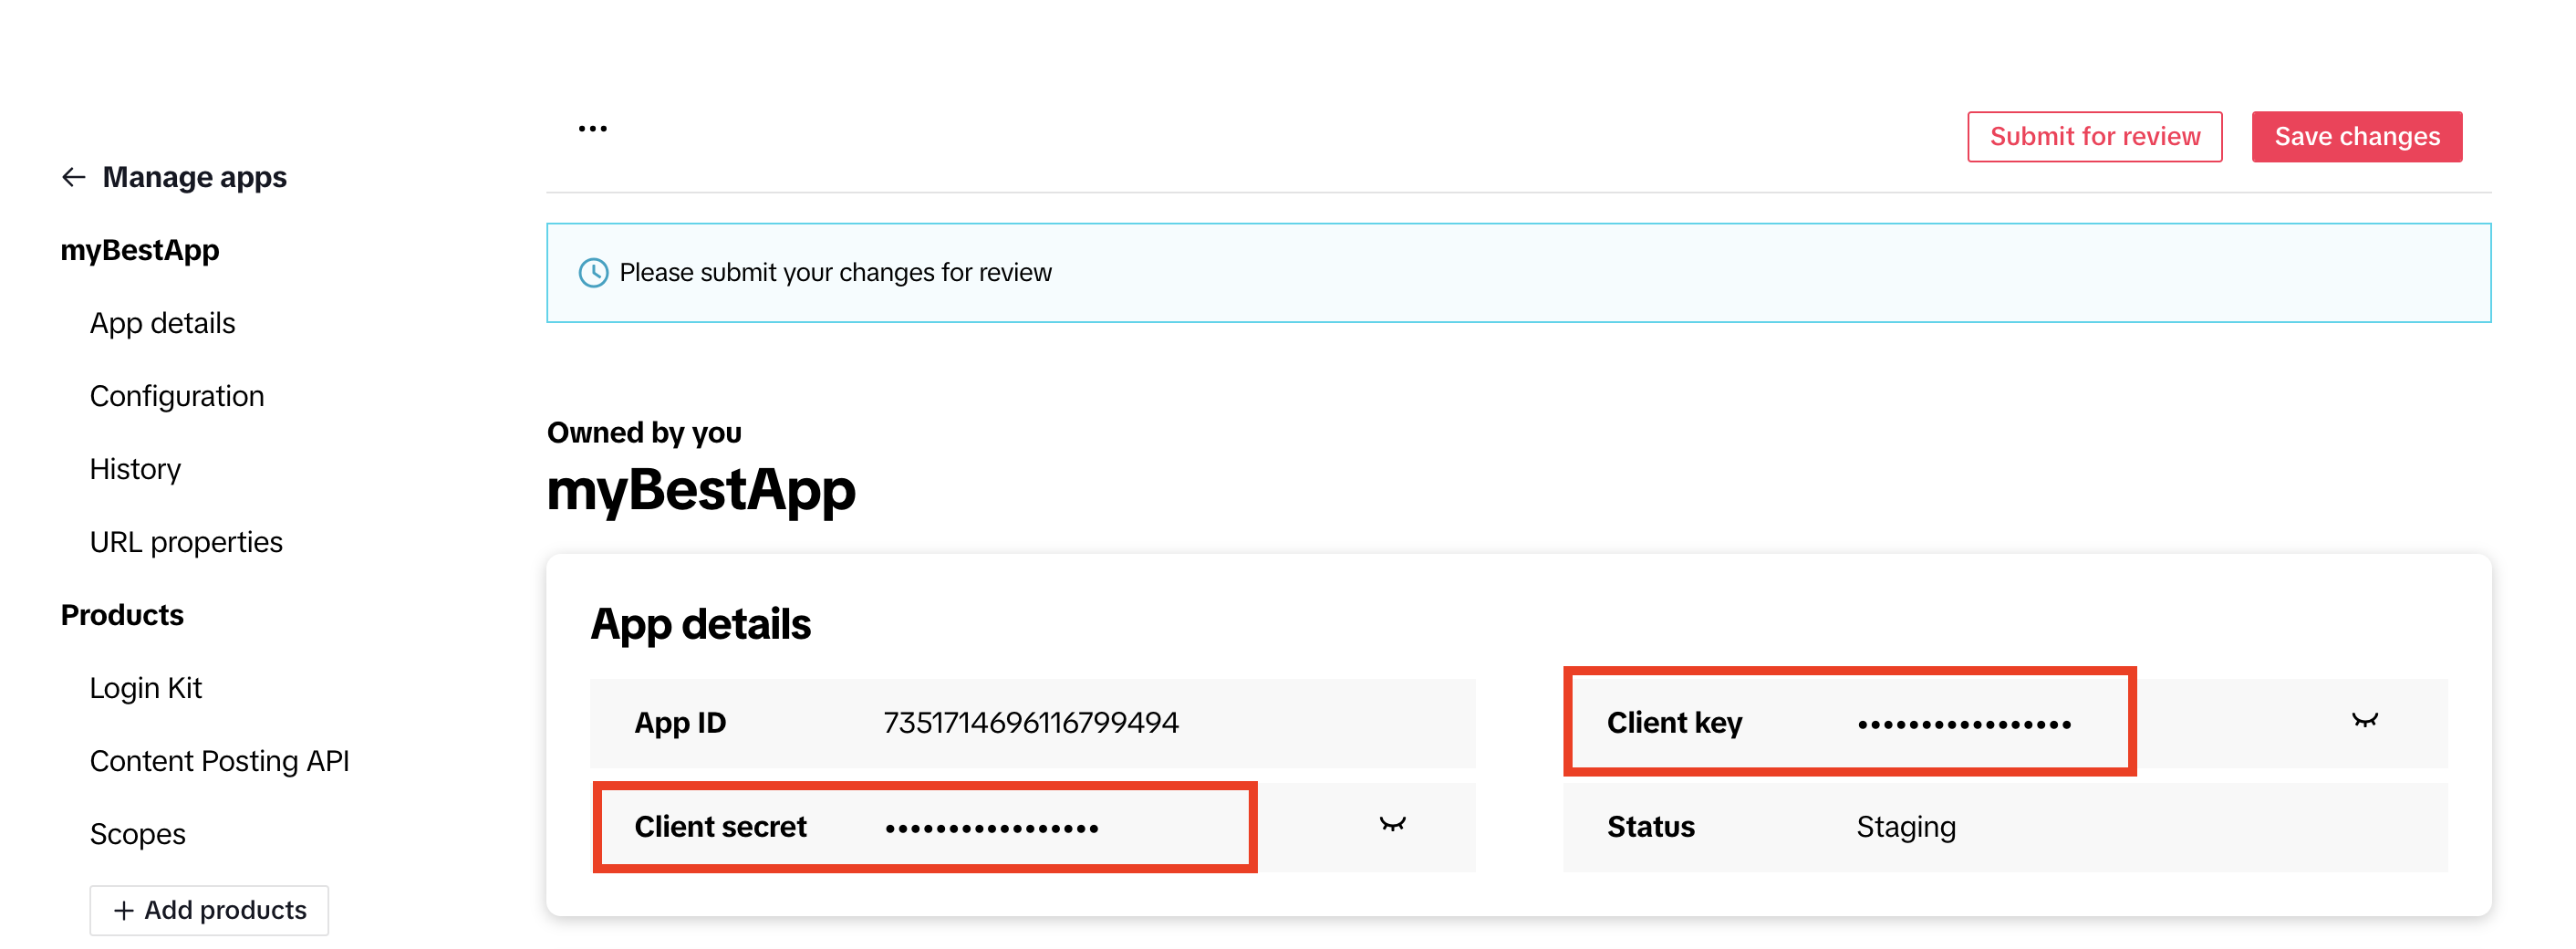 ...
Submit for review
Save changes
← Manage apps
myBestApp
App details
Configuration
History
URL properties
Products
Login Kit
Content Posting API
Scopes
+ Add products
Please submit your changes for review
Owned by you
myBestApp
App details
App ID 7351714696116799494
Client key •••••••••••••••••
Client secret •••••••••••••••••
Status Staging